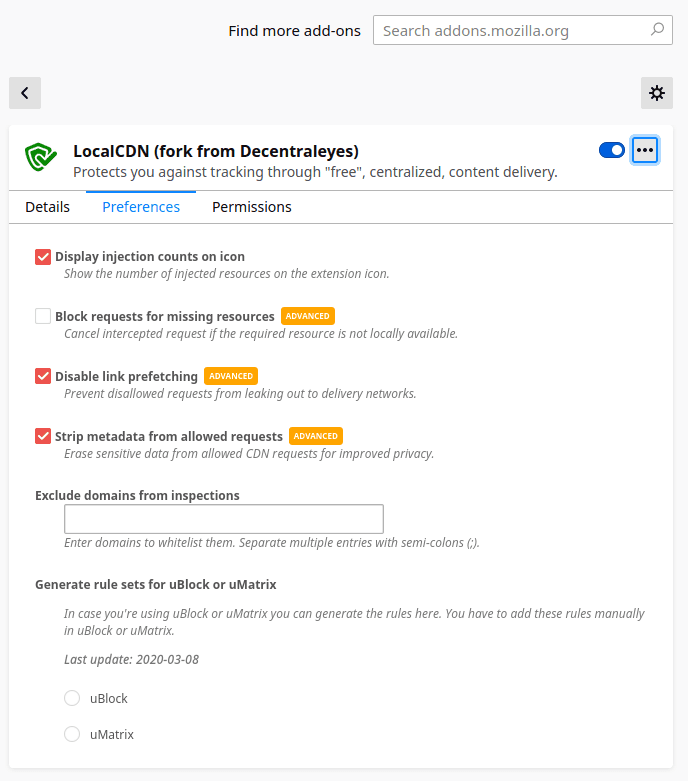 Find more add-ons
Search addons.mozilla.org
LocalCDN (fork from Decentraleyes)
Protects you against tracking through "free", centralized, content delivery.
Details Preferences Permissions
Display injection counts on icon
Show the number of injected resources on the extension icon.
Block requests for missing resources ADVANCED
Cancel intercepted request if the required resource is not locally available.
Disable link prefetching ADVANCED
Prevent disallowed requests from leaking out to delivery networks.
Strip metadata from allowed requests ADVANCED
Erase sensitive data from allowed CDN requests for improved privacy.
Exclude domains from inspections
Enter domains to whitelist them. Separate multiple entries with semi-colons (;).
Generate rule sets for uBlock or uMatrix
In case you're using uBlock or uMatrix you can generate the rules here. You have to add these rules manually
in uBlock or uMatrix.
Last update: 2020-03-08
uBlock
uMatrix